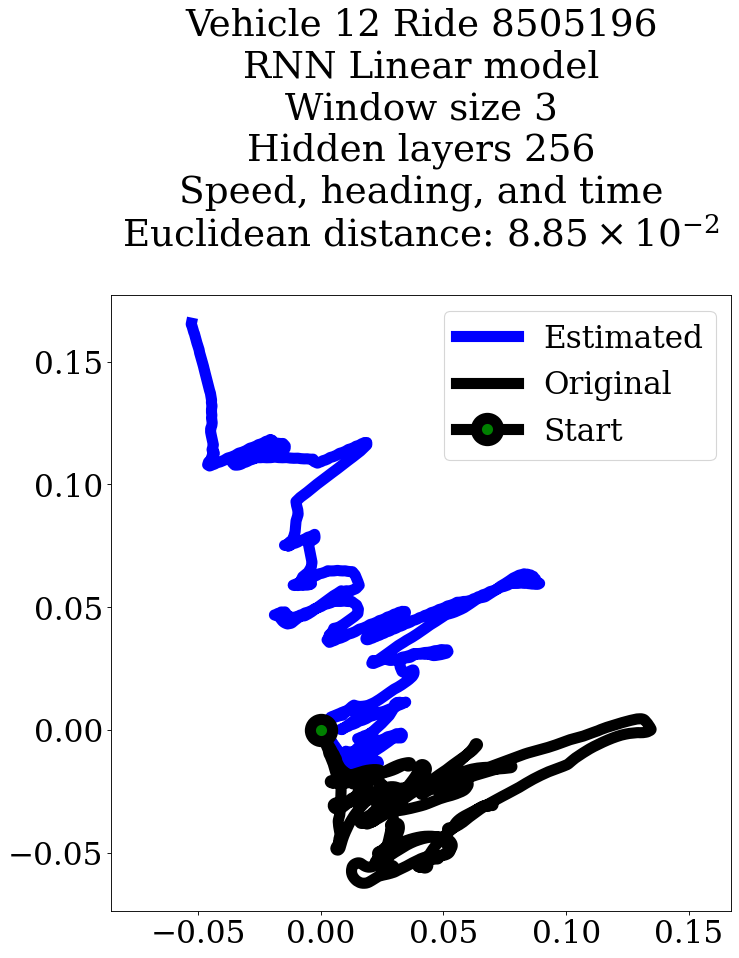 Vehicle 12 Ride 8505196
RNN Linear model
Window size 3
Hidden layers 256
Speed, heading, and time
Euclidean distance: 8.85 × 10⁻²
Estimated
Original
Start
0.15
0.10
0.05
0.00
−0.05
−0.05 0.00 0.05 0.10 0.15